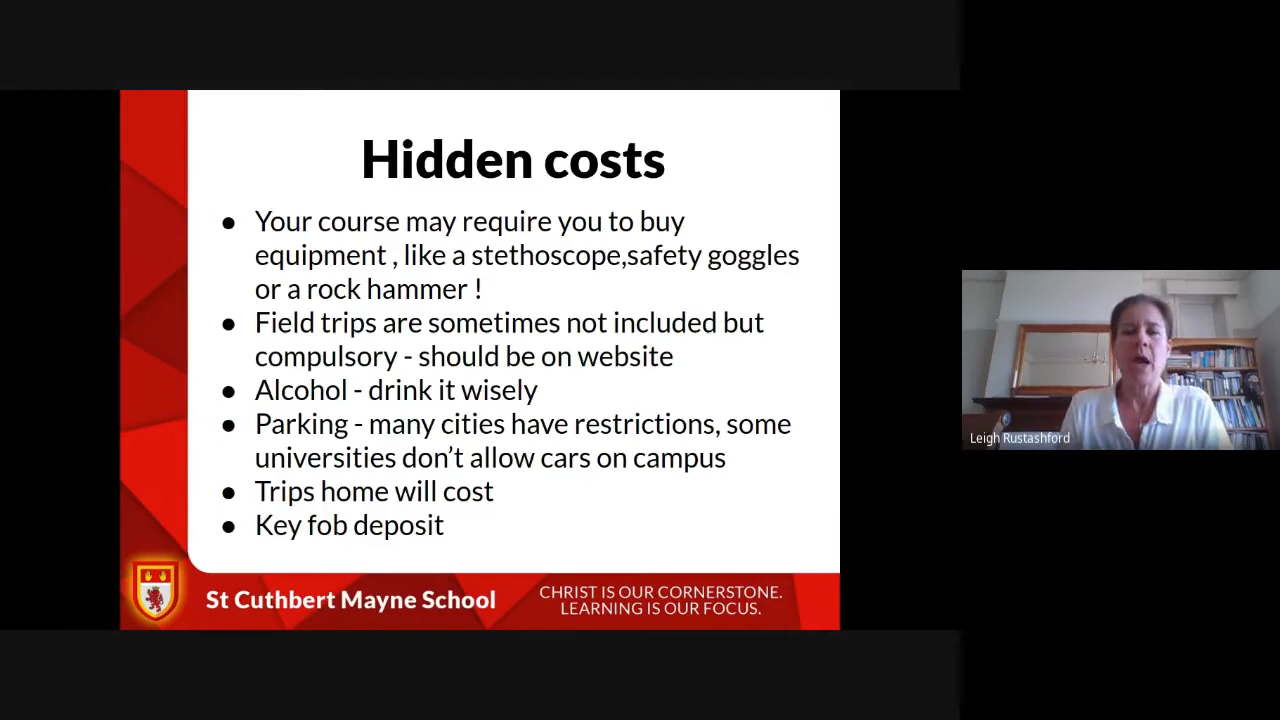 Hidden costs
● Your course may require you to buy
equipment , like a stethoscope,safety goggles
or a rock hammer !
● Field trips are sometimes not included but
compulsory - should be on website
● Alcohol - drink it wisely
● Parking - many cities have restrictions, some
universities don’t allow cars on campus
● Trips home will cost
● Key fob deposit
St Cuthbert Mayne School
CHRIST IS OUR CORNERSTONE.
LEARNING IS OUR FOCUS.
Leigh Rustashford